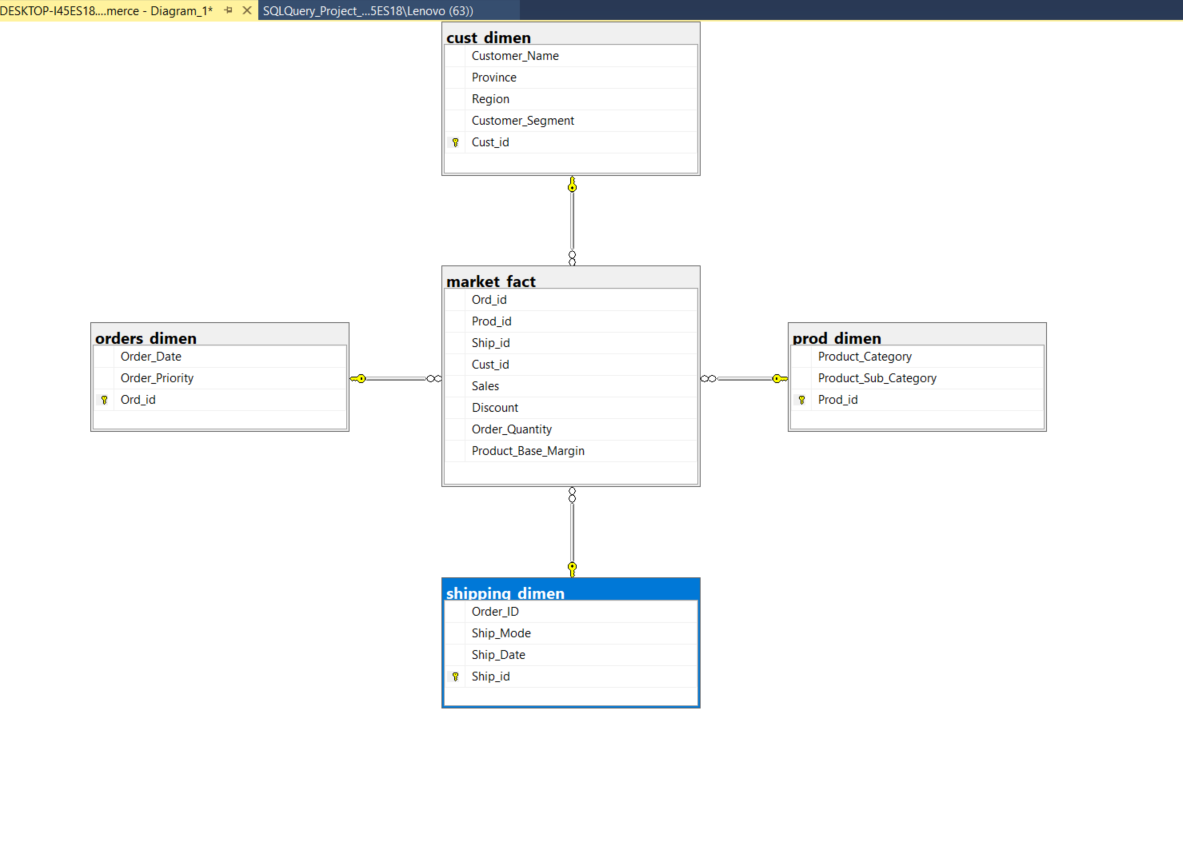 DESKTOP-I45ES18....merce - Diagram_1*
SQLQuery_Project_...5ES18\Lenovo (63))
cust_dimen
Customer_Name
Province
Region
Customer_Segment
Cust_id
market_fact
Ord_id
Prod_id
Ship_id
Cust_id
Sales
Discount
Order_Quantity
Product_Base_Margin
orders_dimen
Order_Date
Order_Priority
Ord_id
prod_dimen
Product_Category
Product_Sub_Category
Prod_id
shipping_dimen
Order_ID
Ship_Mode
Ship_Date
Ship_id